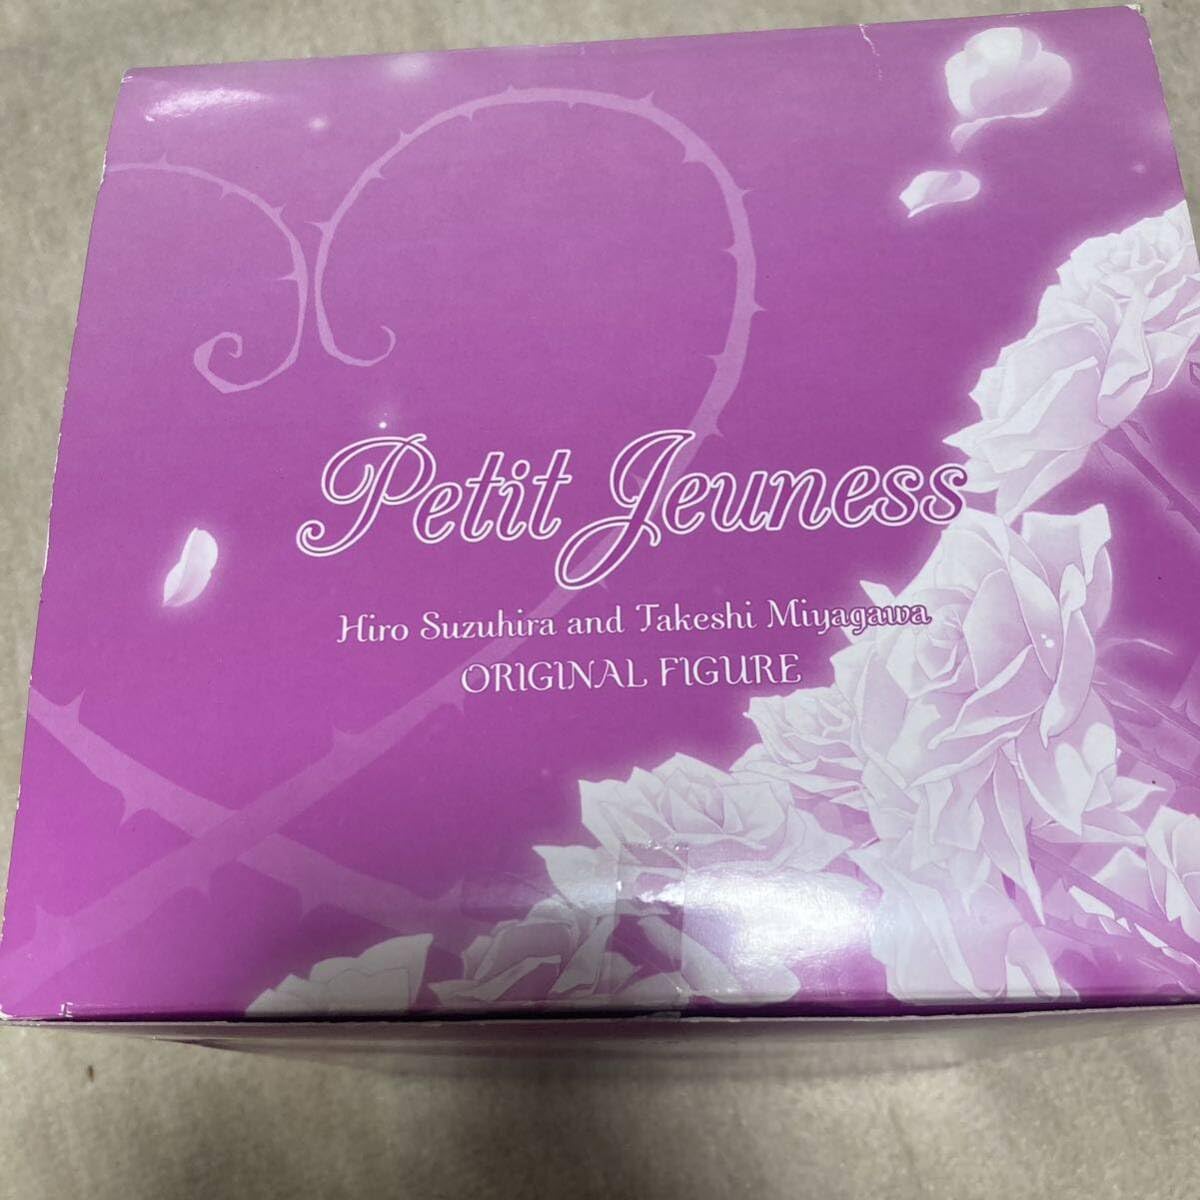 Petit Jeuness
Hiro Suzuhira and Takeshi Miyagawa
ORIGINAL FIGURE